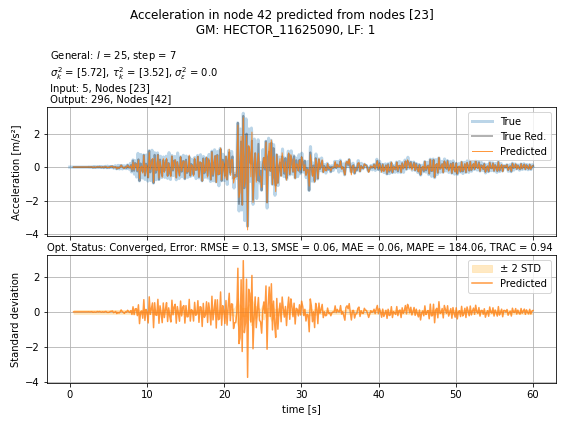 Acceleration in node 42 predicted from nodes [23]
GM: HECTOR_11625090, LF: 1
General: l = 25, step = 7
σ²ₖ = [5.72], τ²ₖ = [3.52], σ²ε = 0.0
Input: 5, Nodes [23]
Output: 296, Nodes [42]
Acceleration [m/s²]
2
0
−2
−4
True
True Red.
Predicted
Opt. Status: Converged, Error: RMSE = 0.13, SMSE = 0.06, MAE = 0.06, MAPE = 184.06, TRAC = 0.94
Standard deviation
2
0
−2
−4
± 2 STD
Predicted
0 10 20 30 40 50 60
time [s]